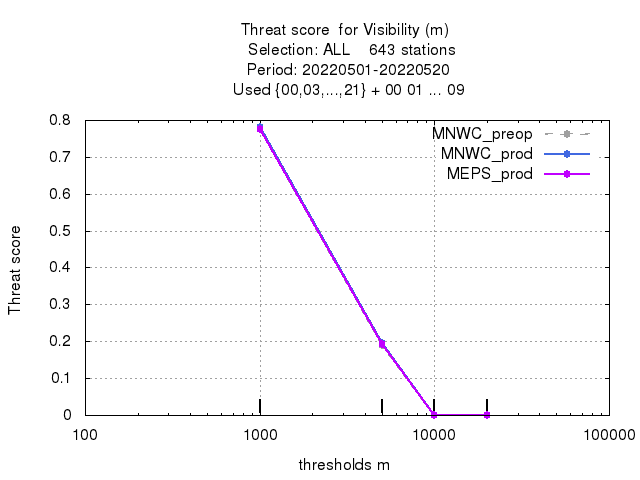 Threat score  for Visibility (m)
Selection: ALL    643 stations
Period: 20220501-20220520
Used {00,03,...,21} + 00 01 ... 09
MNWC_preop
MNWC_prod
MEPS_prod
Threat score
0.8
0.7
0.6
0.5
0.4
0.3
0.2
0.1
0
100
1000
10000
100000
thresholds m